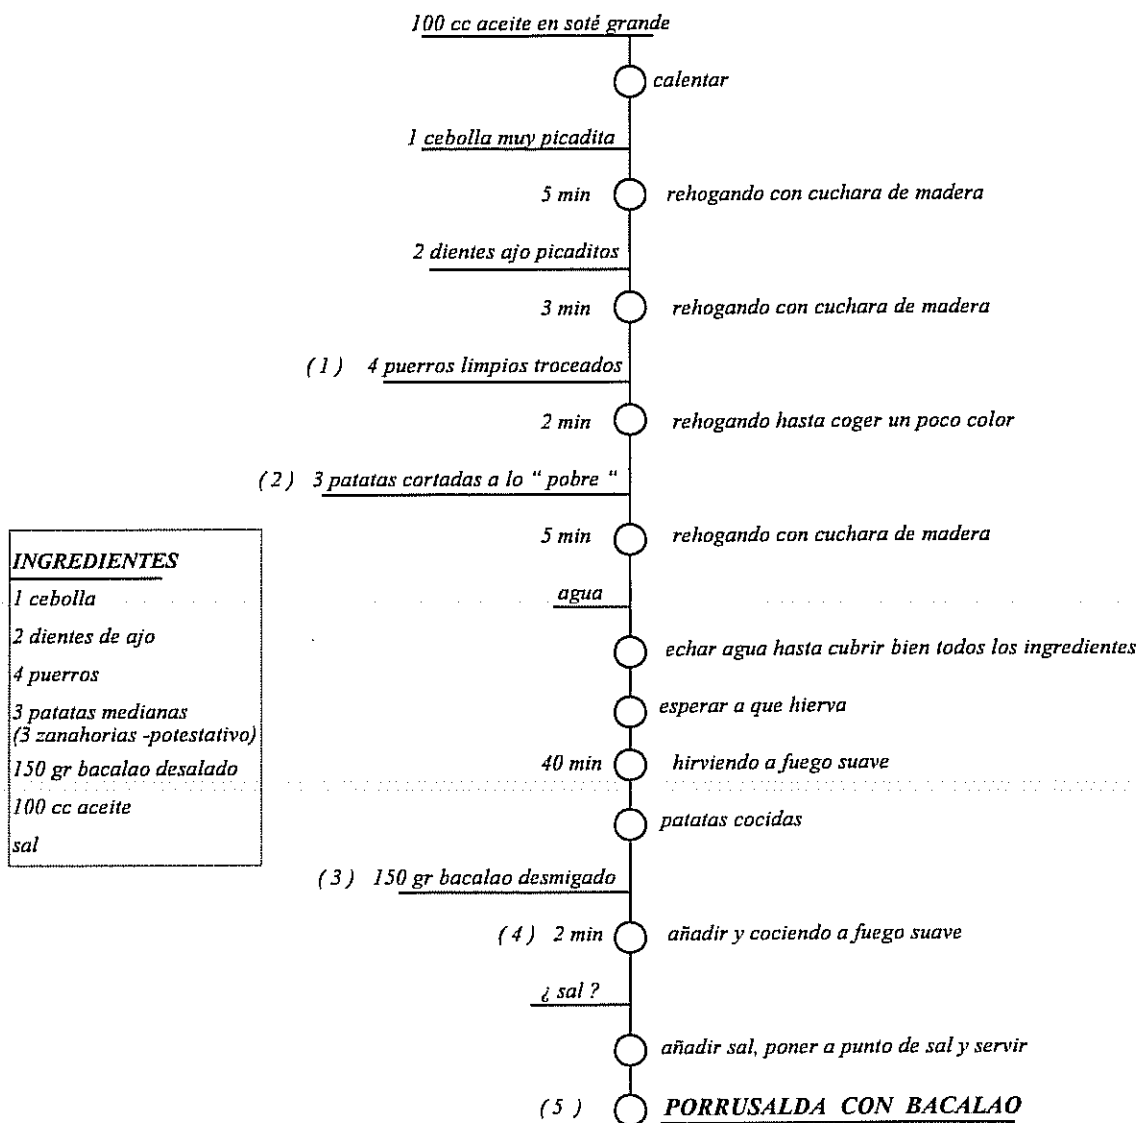 100 cc aceite en soté grande
calentar
1 cebolla muy picadita
5 min rehogando con cuchara de madera
2 dientes ajo picaditos
3 min rehogando con cuchara de madera
(1) 4 puerros limpios troceados
2 min rehogando hasta coger un poco color
(2) 3 patatas cortadas a lo “ pobre “
5 min rehogando con cuchara de madera
agua
echar agua hasta cubrir bien todos los ingredientes
esperar a que hierva
40 min hirviendo a fuego suave
patatas cocidas
(3) 150 gr bacalao desmigado
(4) 2 min añadir y cociendo a fuego suave
¿ sal ?
añadir sal, poner a punto de sal y servir
(5) PORRUSALDA CON BACALAO
INGREDIENTES
1 cebolla
2 dientes de ajo
4 puerros
3 patatas medianas
(3 zanahorias -potestativo)
150 gr bacalao desalado
100 cc aceite
sal